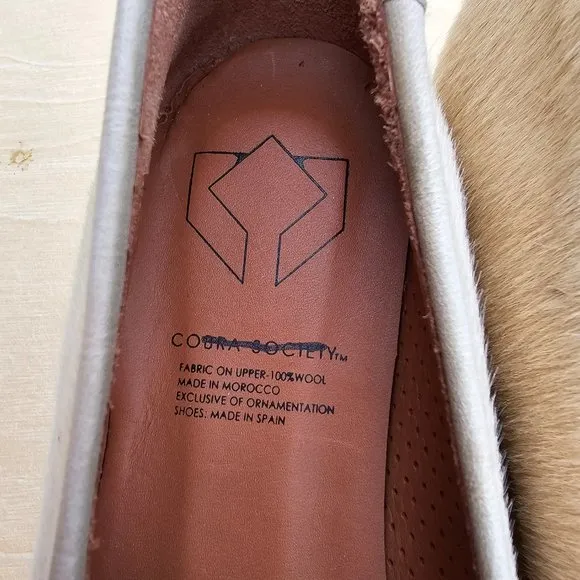 COBRA SOCIETY™
FABRIC ON UPPER-100%WOOL
MADE IN MOROCCO
EXCLUSIVE OF ORNAMENTATION
SHOES: MADE IN SPAIN